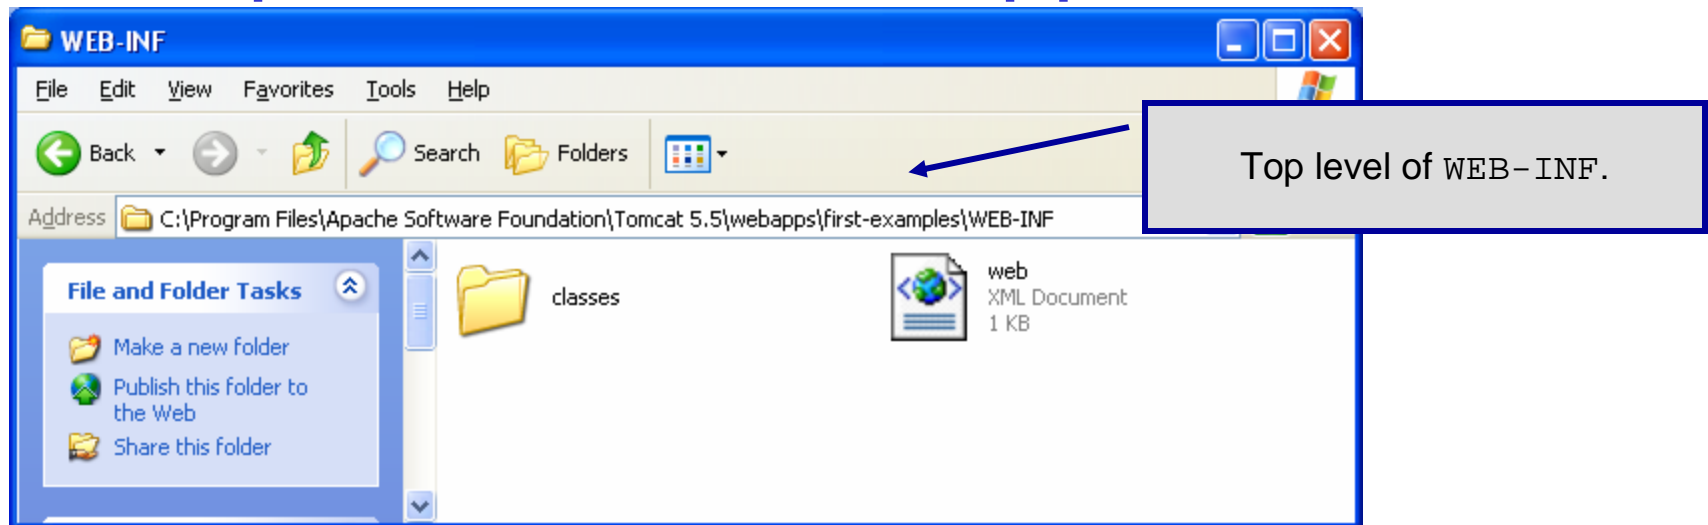 WEB-INF
File Edit View Favorites Tools Help
Back Search Folders
Top level of WEB-INF.
Address C:\Program Files\Apache Software Foundation\Tomcat 5.5\webapps\first-examples\WEB-INF
File and Folder Tasks
Make a new folder
Publish this folder to
the Web
Share this folder
classes
web
XML Document
1 KB